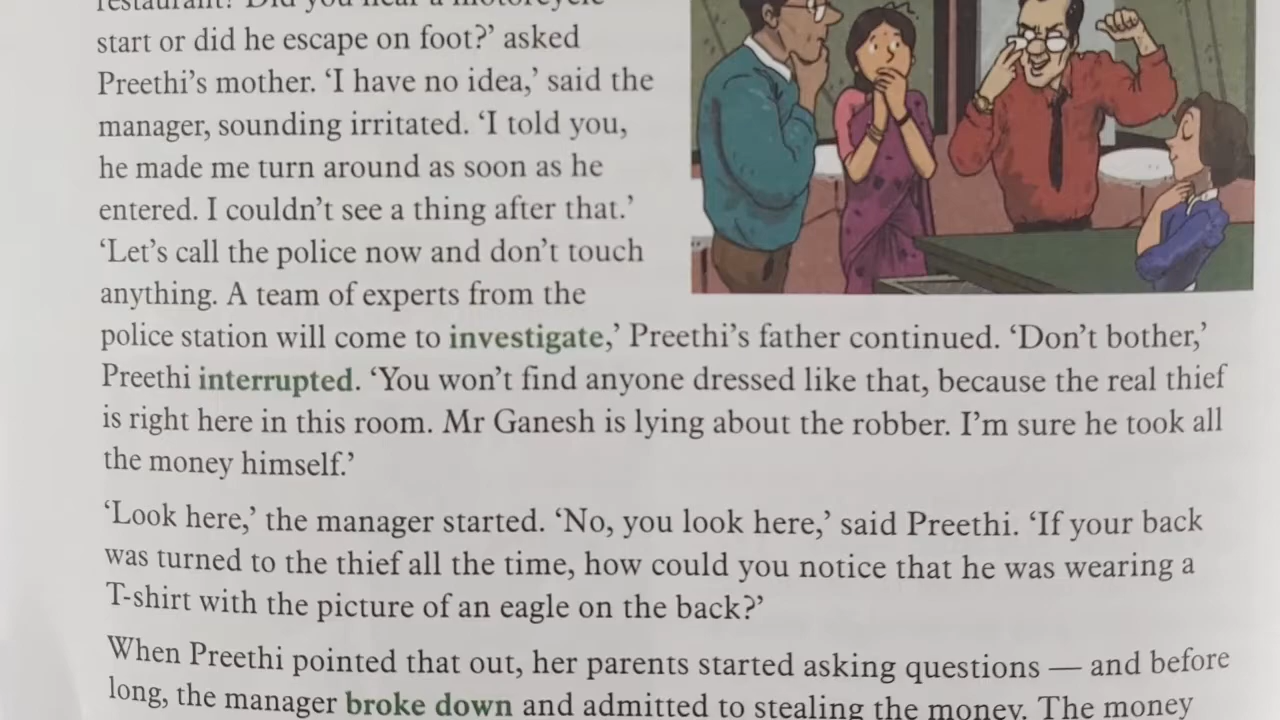 restaurant? Did you hear a motorcycle
start or did he escape on foot?’ asked
Preethi’s mother. ‘I have no idea,’ said the
manager, sounding irritated. ‘I told you,
he made me turn around as soon as he
entered. I couldn’t see a thing after that.’
‘Let’s call the police now and don’t touch
anything. A team of experts from the
police station will come to investigate,’ Preethi’s father continued. ‘Don’t bother,’
Preethi interrupted. ‘You won’t find anyone dressed like that, because the real thief
is right here in this room. Mr Ganesh is lying about the robber. I’m sure he took all
the money himself.’
‘Look here,’ the manager started. ‘No, you look here,’ said Preethi. ‘If your back
was turned to the thief all the time, how could you notice that he was wearing a
T-shirt with the picture of an eagle on the back?’
When Preethi pointed that out, her parents started asking questions — and before
long, the manager broke down and admitted to stealing the money. The money